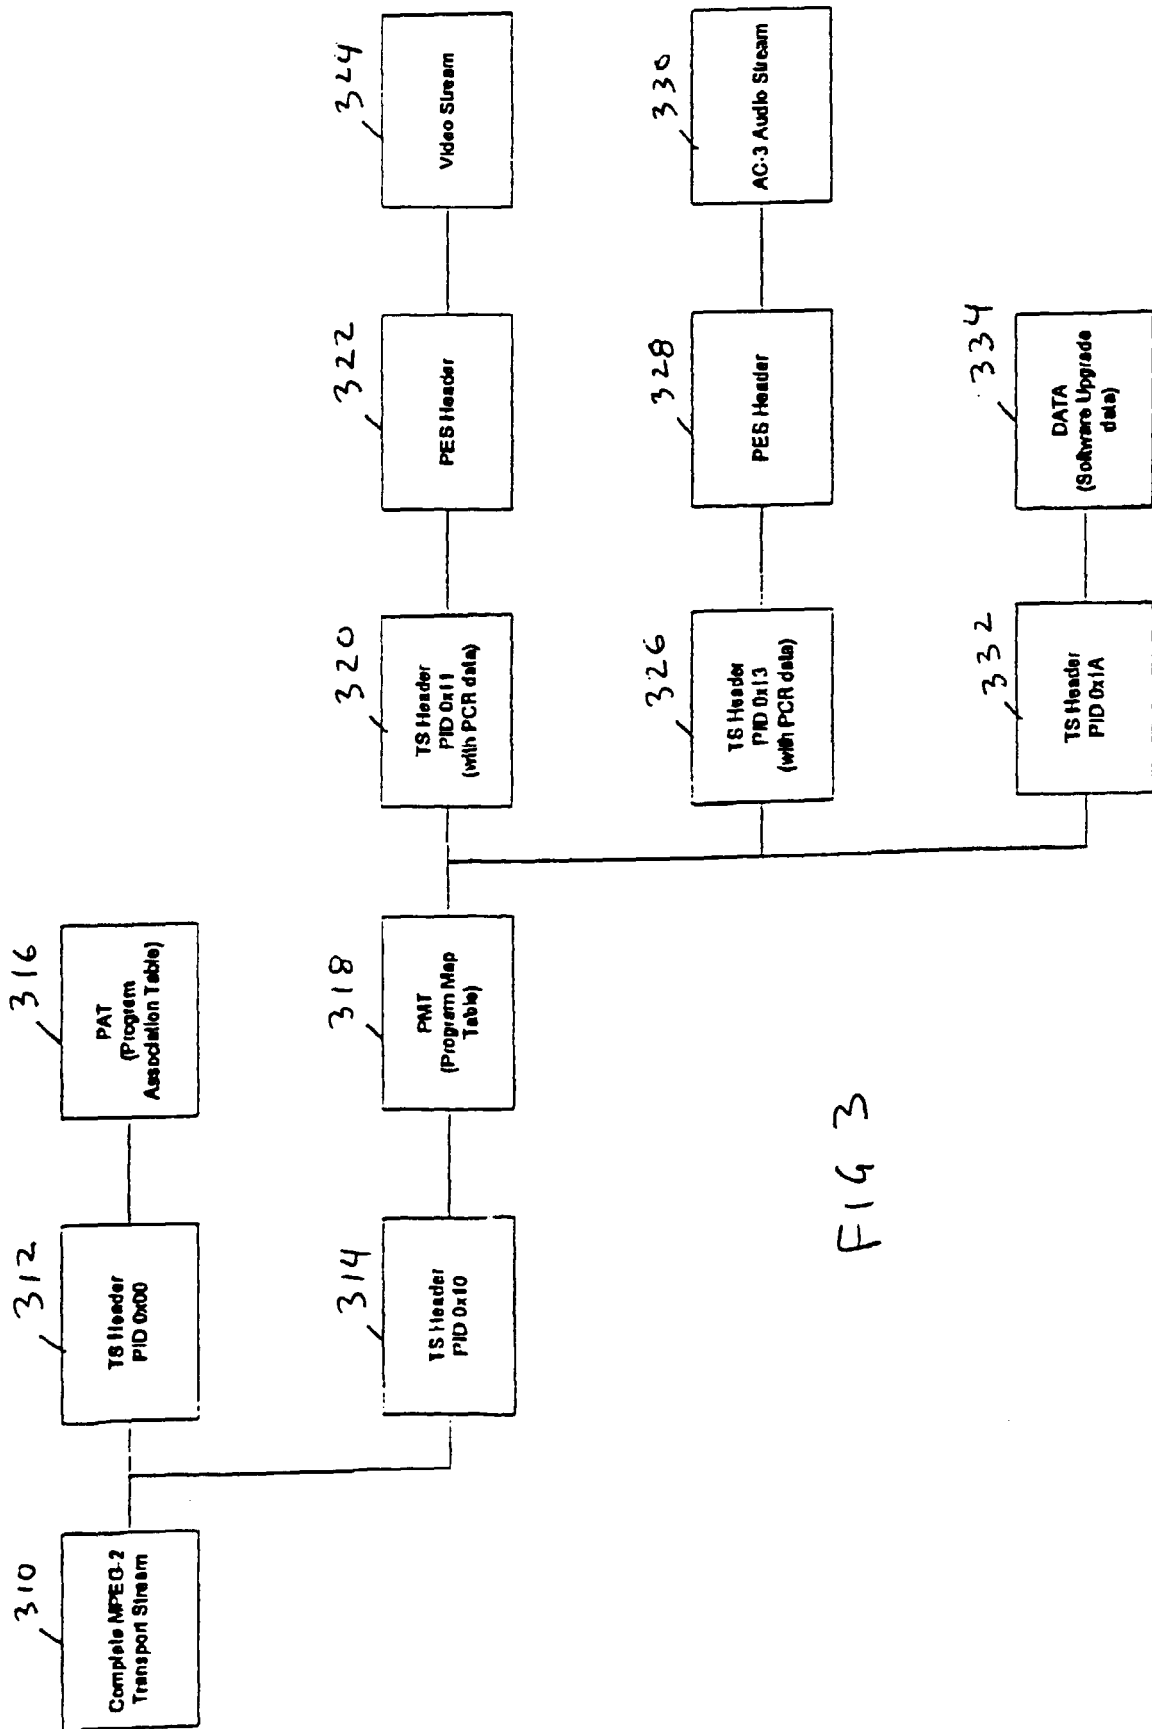 310
Complete MPEG-2
Transport Stream
312
TS Header
PID 0x00
316
PAT
(Program
Association Table)
314
TS Header
PID 0x10
318
PMT
(Program Map
Table)
320
TS Header
PID 0x11
(with PCR data)
322
PES Header
324
Video Stream
326
TS Header
PID 0x13
(with PCR data)
328
PES Header
330
AC-3 Audio Stream
332
TS Header
PID 0x1A
334
DATA
(Software Upgrade
data)
FIG 3